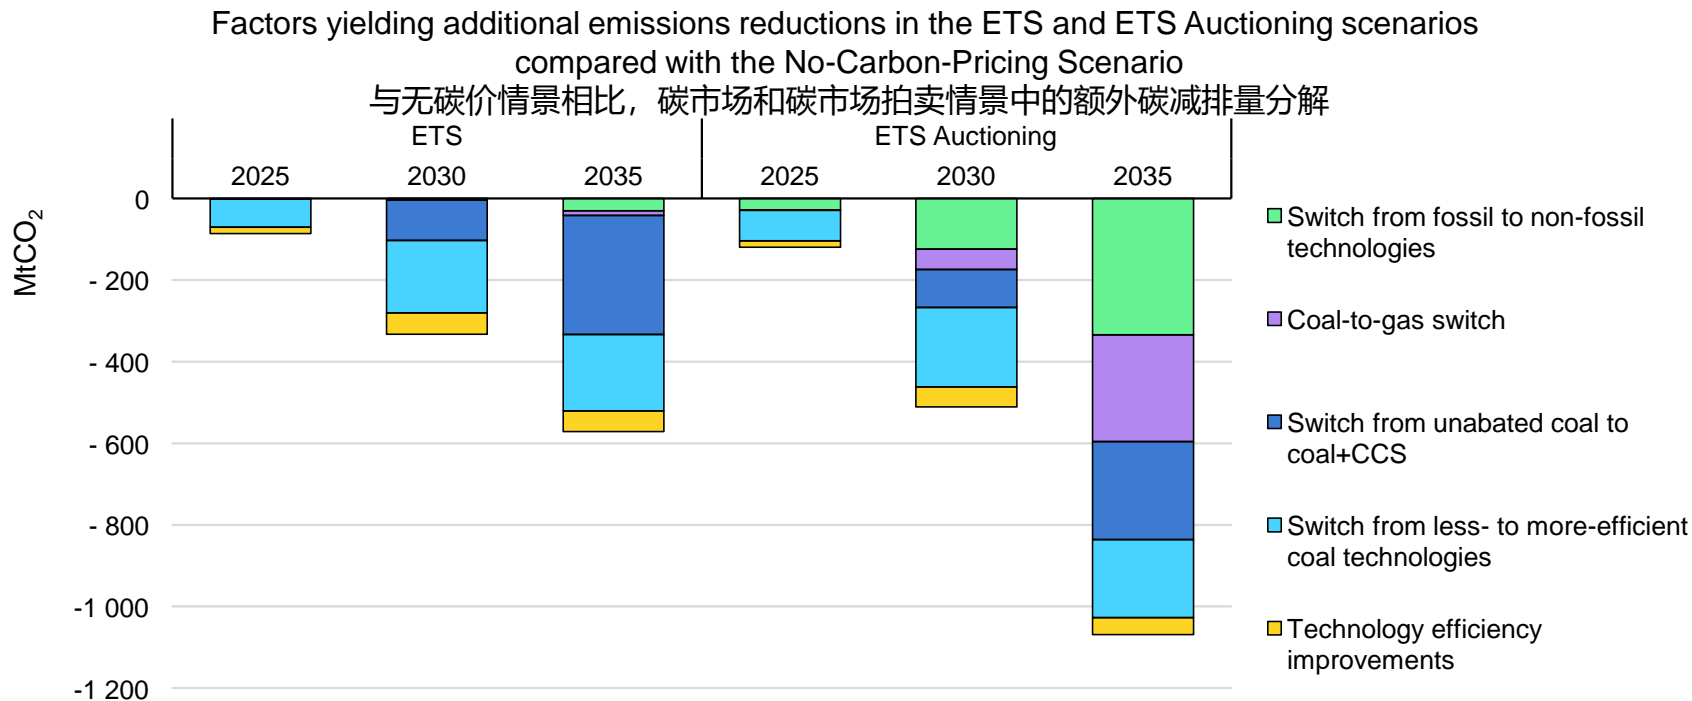 Factors yielding additional emissions reductions in the ETS and ETS Auctioning scenarios
compared with the No-Carbon-Pricing Scenario
与无碳价情景相比，碳市场和碳市场拍卖情景中的额外碳减排量分解
ETS
ETS Auctioning
2025
2030
2035
2025
2030
2035
MtCO2
0
- 200
- 400
- 600
- 800
-1 000
-1 200
Switch from fossil to non-fossil
technologies
Coal-to-gas switch
Switch from unabated coal to
coal+CCS
Switch from less- to more-efficient
coal technologies
Technology efficiency
improvements